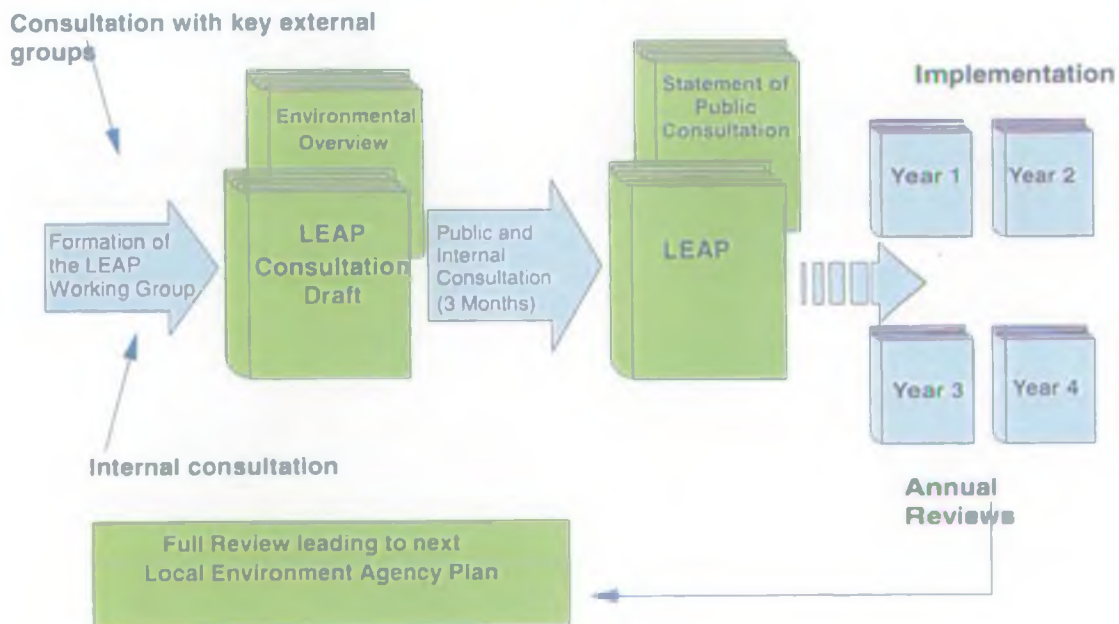 Consultation with key external
groups
Environmental
Overview
Statement of
Public
Consultation
Implementation
Year 1
Year 2
Formation of
the LEAP
Working Group
LEAP
Consultation
Draft
Public and
Internal
Consultation
(3 Months)
LEAP
Year 3
Year 4
Internal consultation
Annual
Reviews
Full Review leading to next
Local Environment Agency Plan